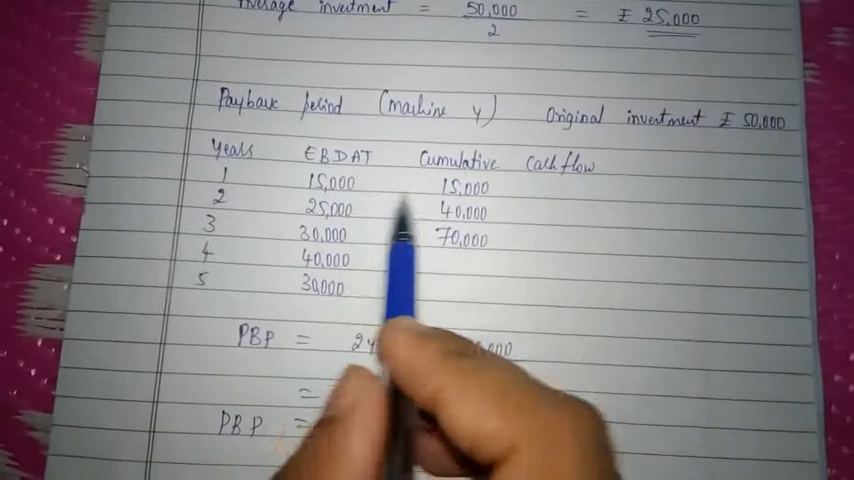 Average investment = 50,000 / 2 = ₹ 25,000
Payback period (machine y) Original investment ₹ 50,000
Years EBDAT Cumulative Cash flow
1 15,000 15,000
2 25,000 40,000
3 30,000 70,000
4 40,000
5 30,000
PBP =
=
PBP =